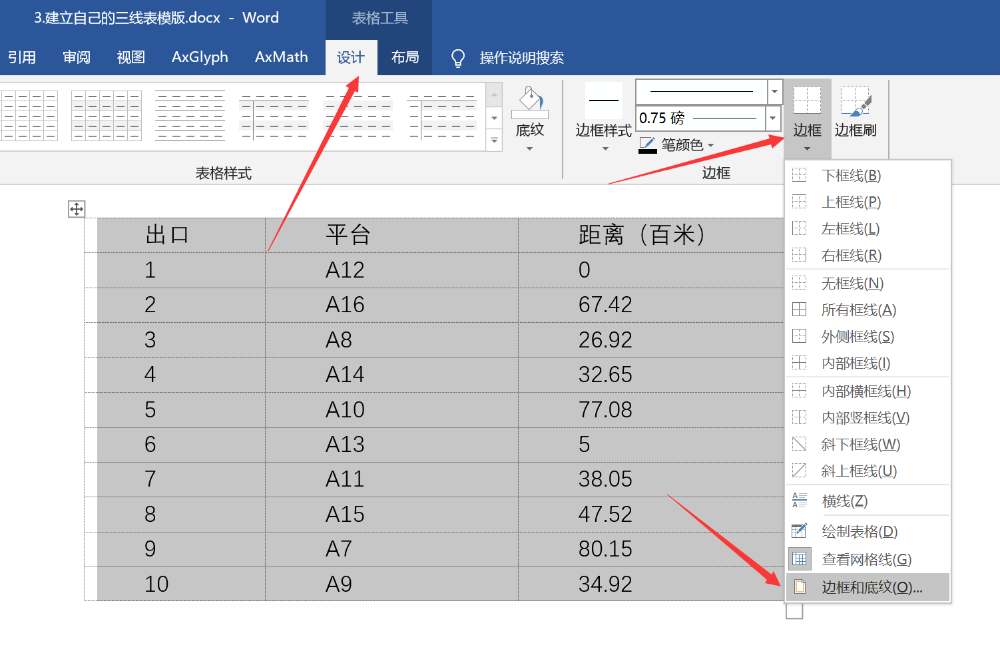 3.建立自己的三线表模版.docx - Word
表格工具
引用 审阅 视图 AxGlyph AxMath 设计 布局 操作说明搜索
底纹
边框样式
0.75 磅
笔颜色
边框
边框刷
表格样式
边框
出口 平台 距离（百米）
1 A12 0
2 A16 67.42
3 A8 26.92
4 A14 32.65
5 A10 77.08
6 A13 5
7 A11 38.05
8 A15 47.52
9 A7 80.15
10 A9 34.92
下框线(B)
上框线(P)
左框线(L)
右框线(R)
无框线(N)
所有框线(A)
外侧框线(S)
内部框线(I)
内部横框线(H)
内部竖框线(V)
斜下框线(W)
斜上框线(U)
横线(Z)
绘制表格(D)
查看网格线(G)
边框和底纹(O)...